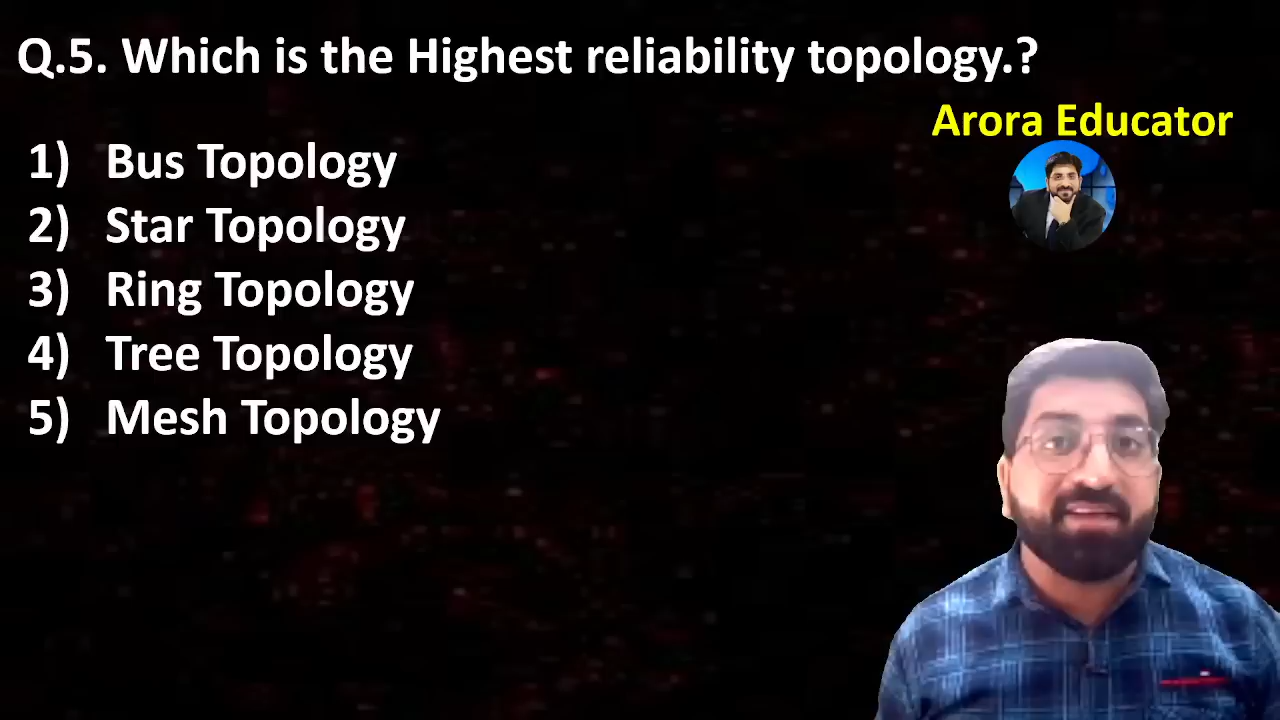 Q.5. Which is the Highest reliability topology.?
Arora Educator
1) Bus Topology
2) Star Topology
3) Ring Topology
4) Tree Topology
5) Mesh Topology